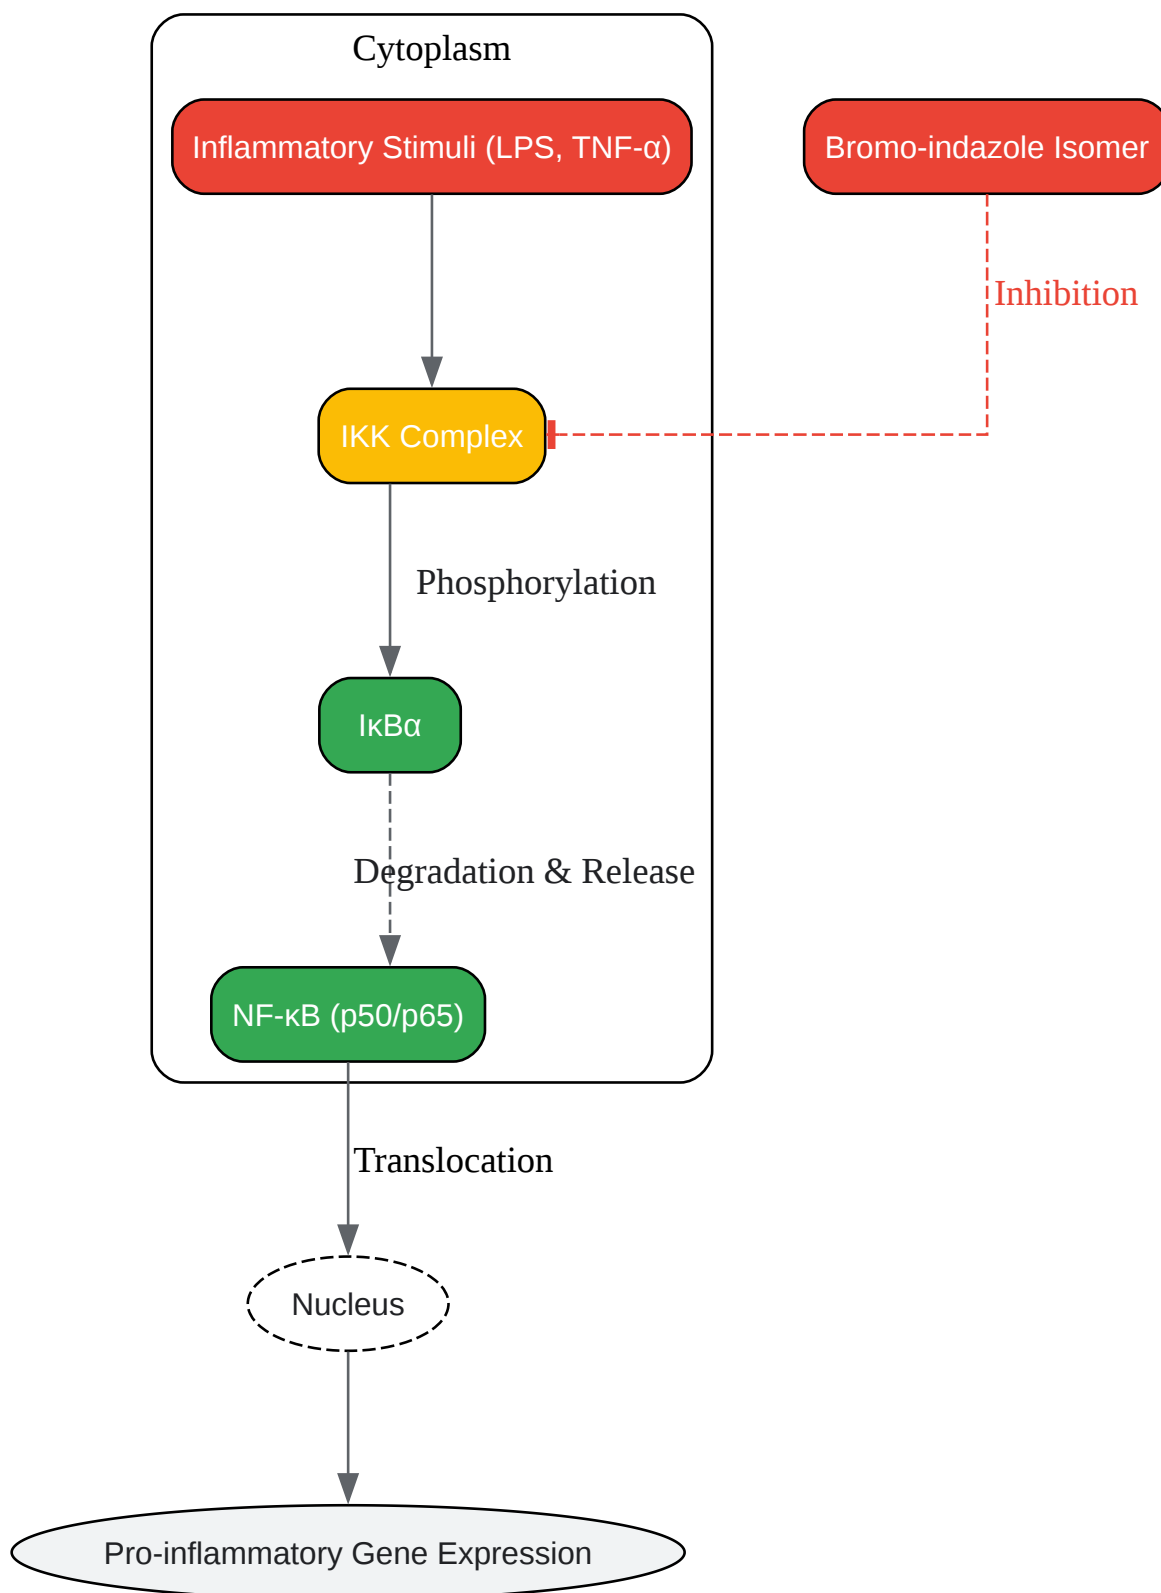 Cytoplasm
Inflammatory Stimuli (LPS, TNF-α)
Bromo-indazole Isomer
Inhibition
IKK Complex
Phosphorylation
IκBα
Degradation & Release
NF-κB (p50/p65)
Translocation
Nucleus
Pro-inflammatory Gene Expression